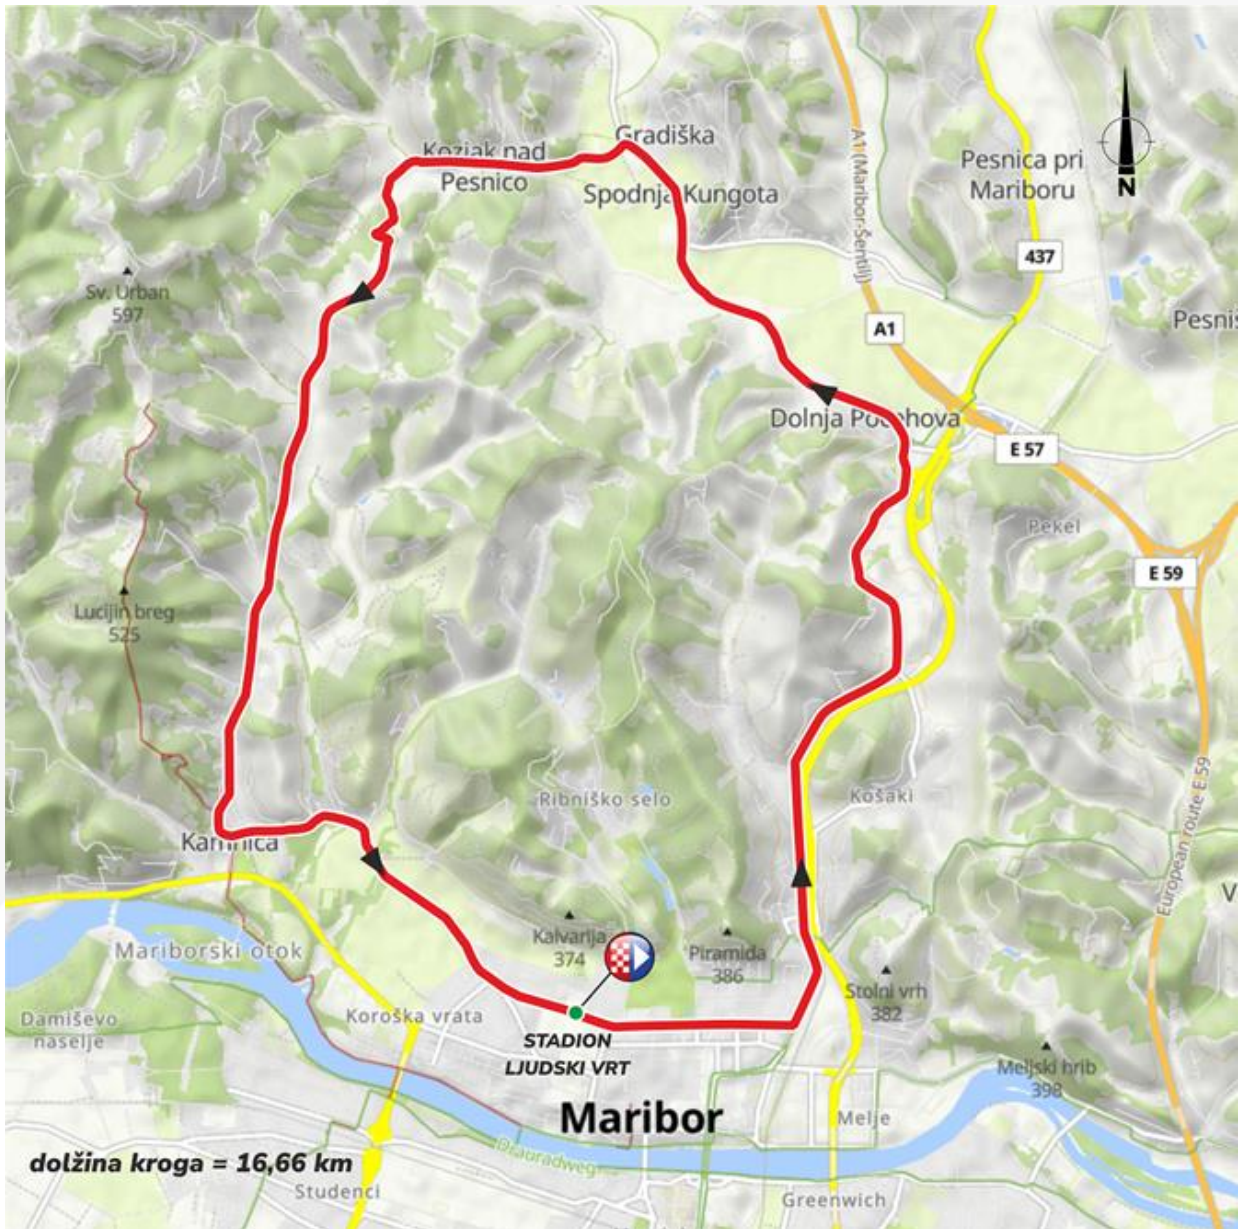 Gradiška
Kozjak nad
Pesnico
Spodnja Kungota
Pesnica pri
Mariboru
N
A1 (Maribor-Šentilj)
437
Sv. Urban
597
A1
Dolnja Počehova
E 57
Pekel
E 59
Lucijin breg
525
Ribniško selo
Košaki
European route E 59
Kamnica
Mariborski otok
Kalvarija
374
Piramida
386
Stolni vrh
382
Damiševo
naselje
Koroška vrata
STADION
LJUDSKI VRT
Meljski hrib
398
Maribor
Melje
Drauradweg
dolžina kroga = 16,66 km
Studenci
Greenwich